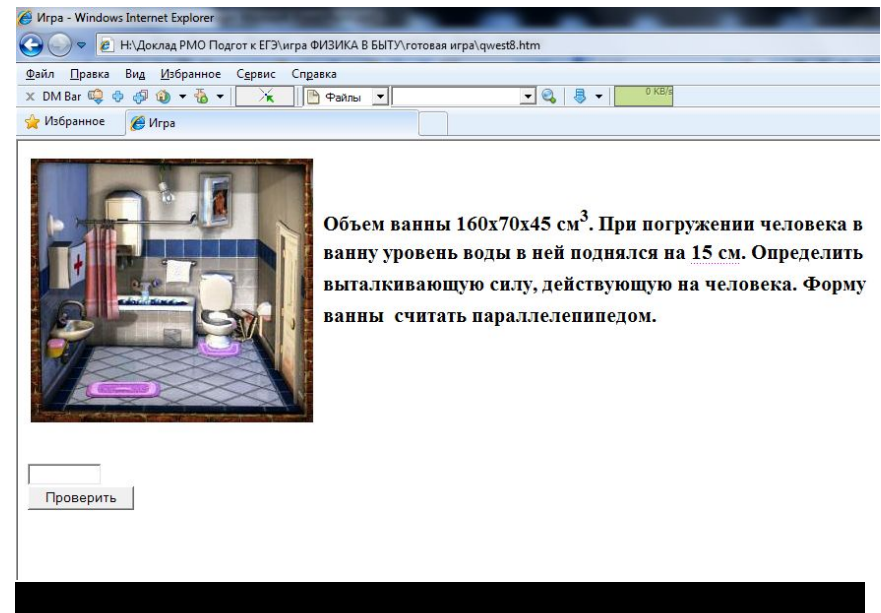 Игра - Windows Internet Explorer
H:\Доклад РМО Подгот к ЕГЭ\игра ФИЗИКА В БЫТУ\готовая игра\qwest8.htm
Файл Правка Вид Избранное Сервис Справка
x DM Bar Файлы 0 KB/s
Избранное Игра
Объем ванны 160х70х45 см³. При погружении человека в
ванну уровень воды в ней поднялся на 15 см. Определить
выталкивающую силу, действующую на человека. Форму
ванны считать параллелепипедом.
Проверить